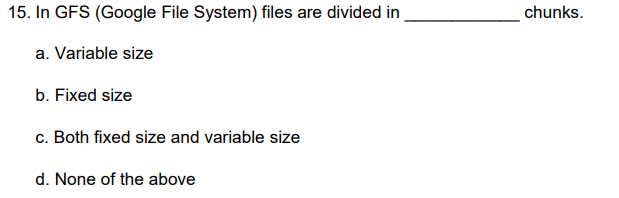 15. In GFS (Google File System) files are divided in _____________ chunks.
a. Variable size
b. Fixed size
c. Both fixed size and variable size
d. None of the above